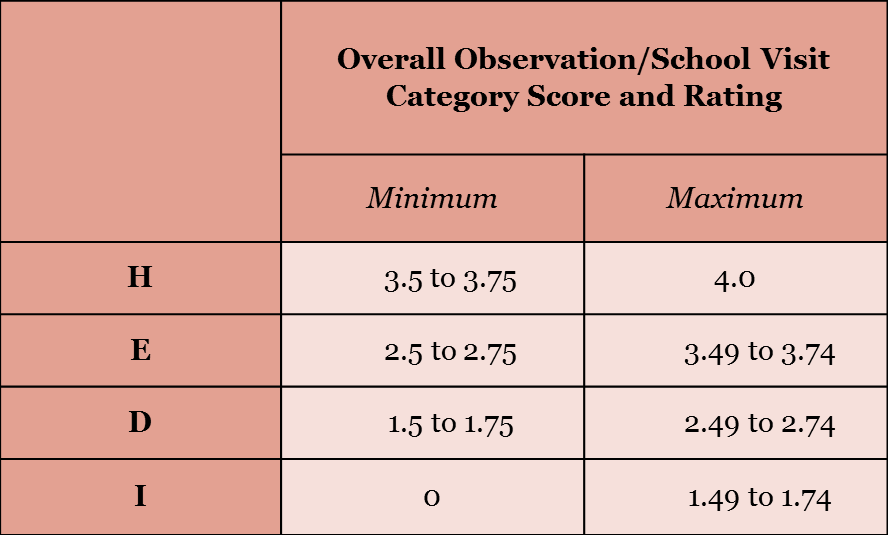 Overall Observation/School Visit
Category Score and Rating
Minimum Maximum
H 3.5 to 3.75 4.0
E 2.5 to 2.75 3.49 to 3.74
D 1.5 to 1.75 2.49 to 2.74
I 0 1.49 to 1.74